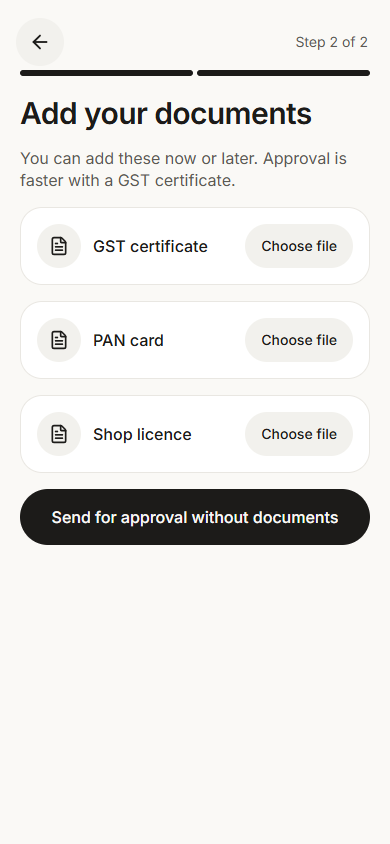 Step 2 of 2
Add your documents
You can add these now or later. Approval is
faster with a GST certificate.
GST certificate
Choose file
PAN card
Choose file
Shop licence
Choose file
Send for approval without documents